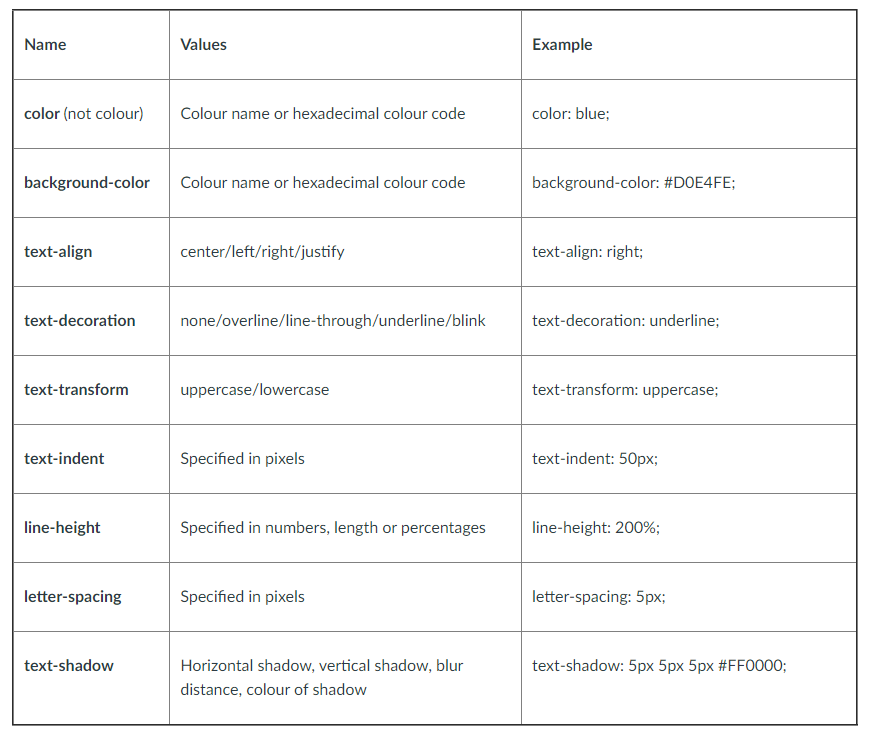 Name Values Example
color (not colour) Colour name or hexadecimal colour code color: blue;
background-color Colour name or hexadecimal colour code background-color: #D0E4FE;
text-align center/left/right/justify text-align: right;
text-decoration none/overline/line-through/underline/blink text-decoration: underline;
text-transform uppercase/lowercase text-transform: uppercase;
text-indent Specified in pixels text-indent: 50px;
line-height Specified in numbers, length or percentages line-height: 200%;
letter-spacing Specified in pixels letter-spacing: 5px;
text-shadow Horizontal shadow, vertical shadow, blur text-shadow: 5px 5px 5px #FF0000;
distance, colour of shadow